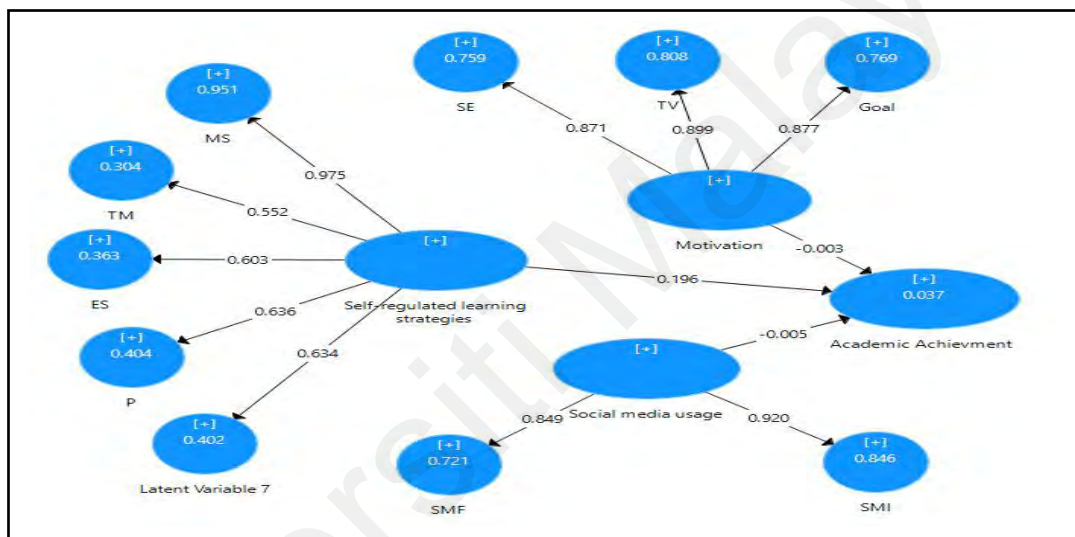 [+]
0.759
SE
[+]
0.808
TV
[+]
0.769
Goal
[+]
0.951
MS
0.871
0.899
0.877
[+]
0.304
TM
0.975
0.552
[+]
Motivation
[+]
0.363
ES
0.603
[+]
Self-regulated learning
strategies
-0.003
0.196
[+]
0.037
Academic Achievment
[+]
0.404
P
0.636
0.634
-0.005
[+]
Social media usage
[+]
0.402
Latent Variable 7
0.849
0.920
[+]
0.721
SMF
[+]
0.846
SMI
rsiti Malay